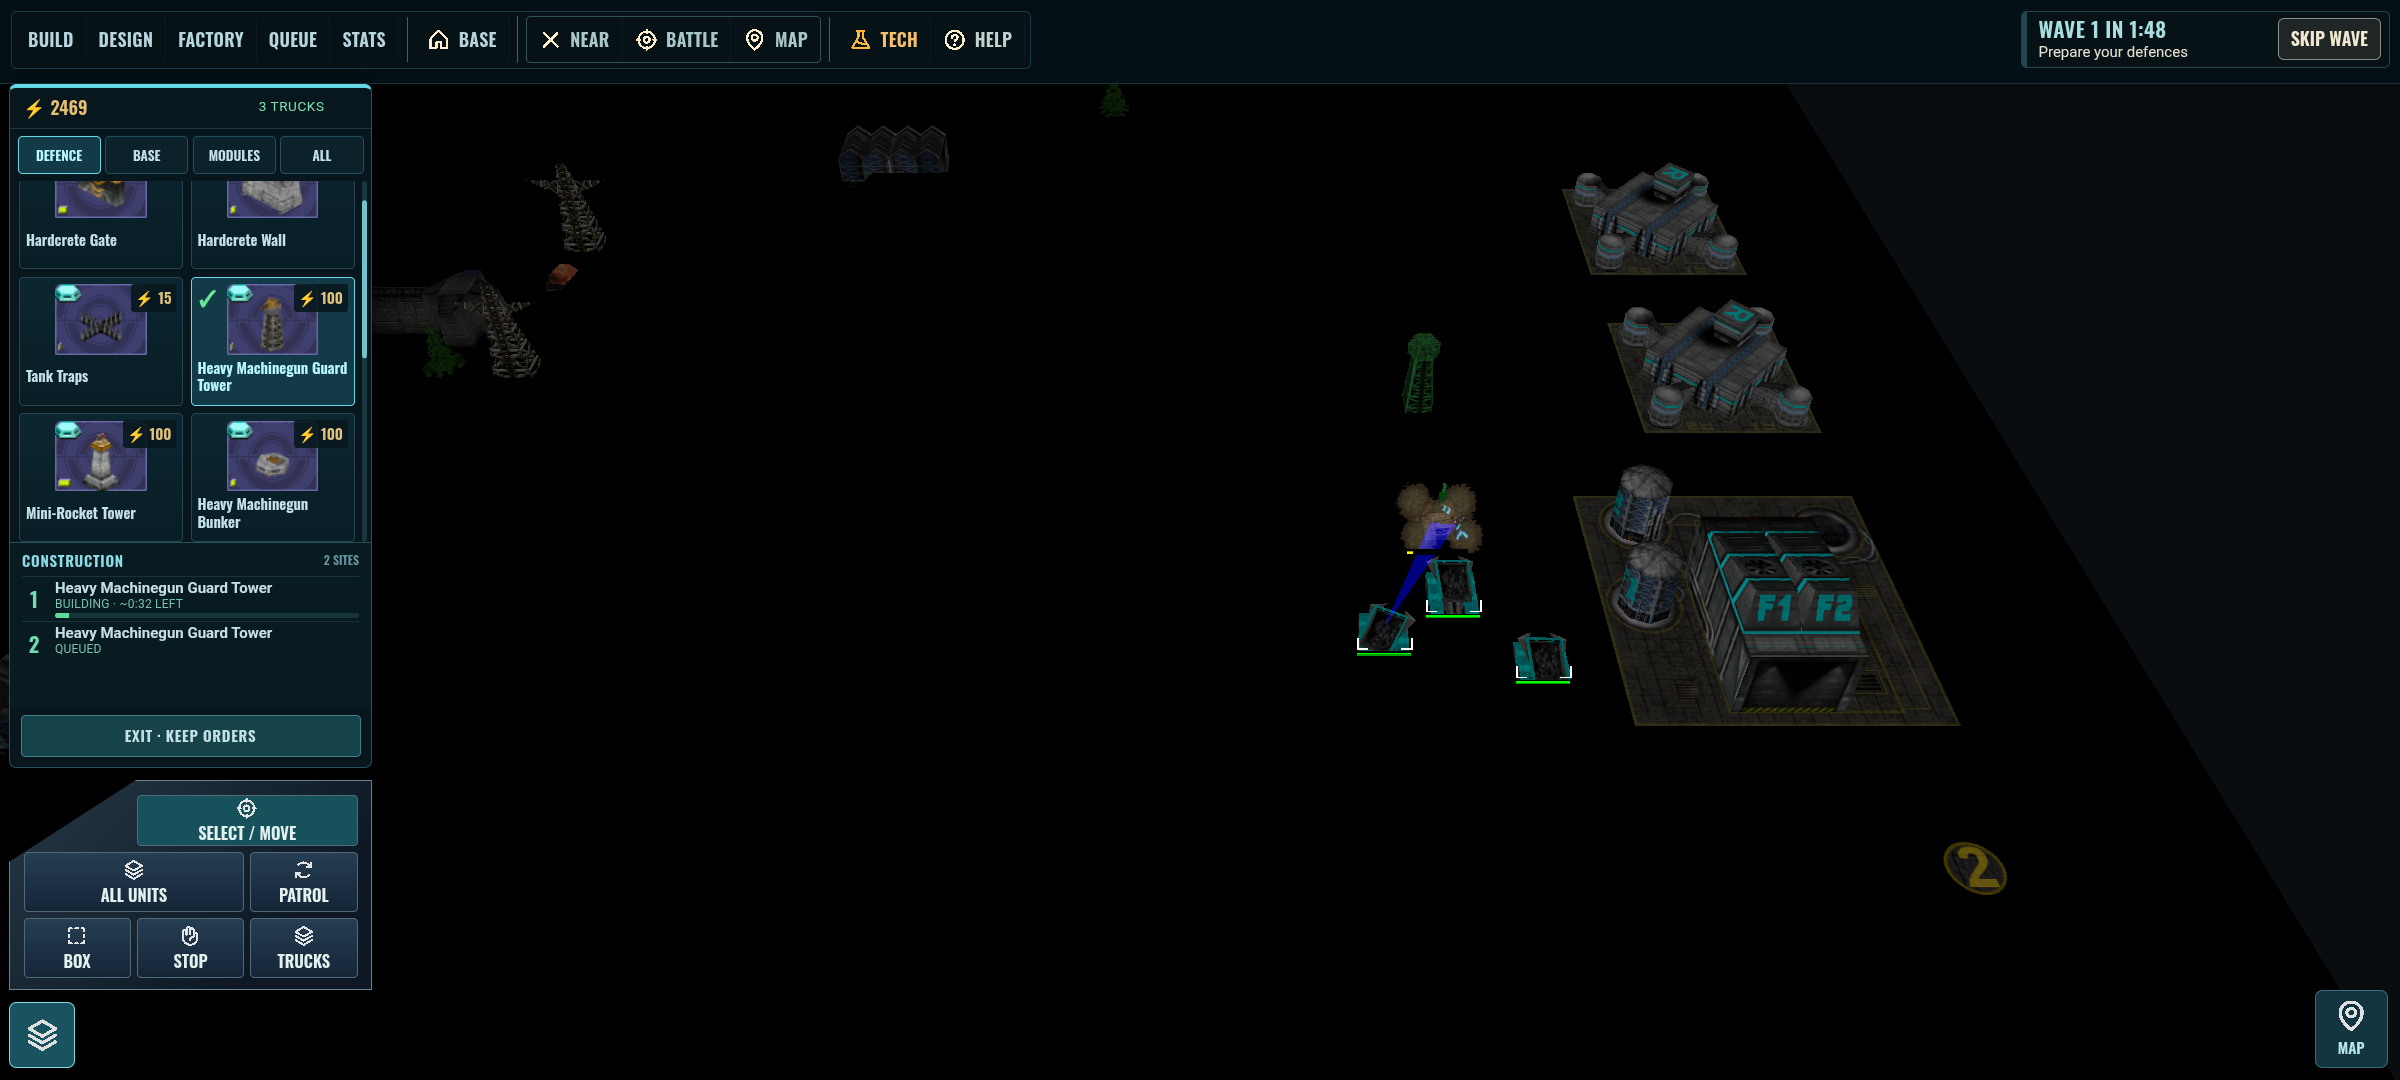 BUILD DESIGN FACTORY QUEUE STATS BASE NEAR BATTLE MAP TECH HELP
WAVE 1 IN 1:48
Prepare your defences
SKIP WAVE
2469
3 TRUCKS
DEFENCE BASE MODULES ALL
Hardcrete Gate
Hardcrete Wall
15
Tank Traps
100
Heavy Machinegun Guard
Tower
100
Mini-Rocket Tower
100
Heavy Machinegun
Bunker
CONSTRUCTION
2 SITES
1
Heavy Machinegun Guard Tower
BUILDING · ~0:32 LEFT
2
Heavy Machinegun Guard Tower
QUEUED
EXIT · KEEP ORDERS
SELECT / MOVE
ALL UNITS
PATROL
BOX
STOP
TRUCKS
R
R
F1 F2
2
MAP